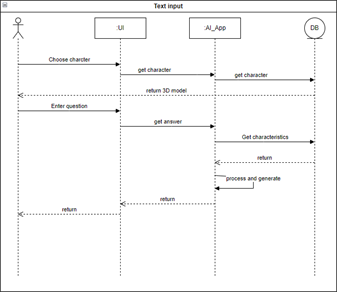 Text input
:UI
:AI_App
DB
Choose charcter
get character
get character
return 3D model
Enter question
get answer
Get characteristics
return
process and generate
return
return